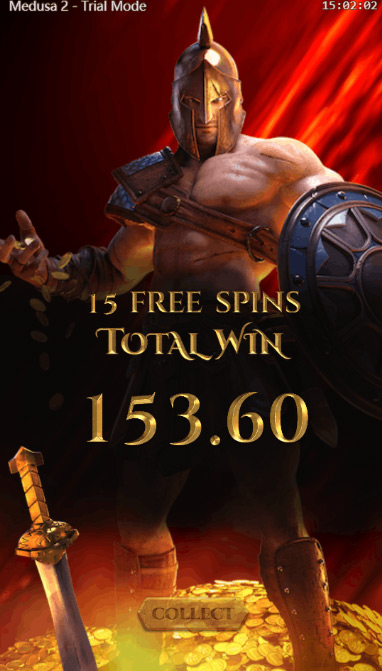 Medusa 2 - Trial Mode 15:02:02
15 FREE SPINS
TOTAL WIN
153.60
COLLECT